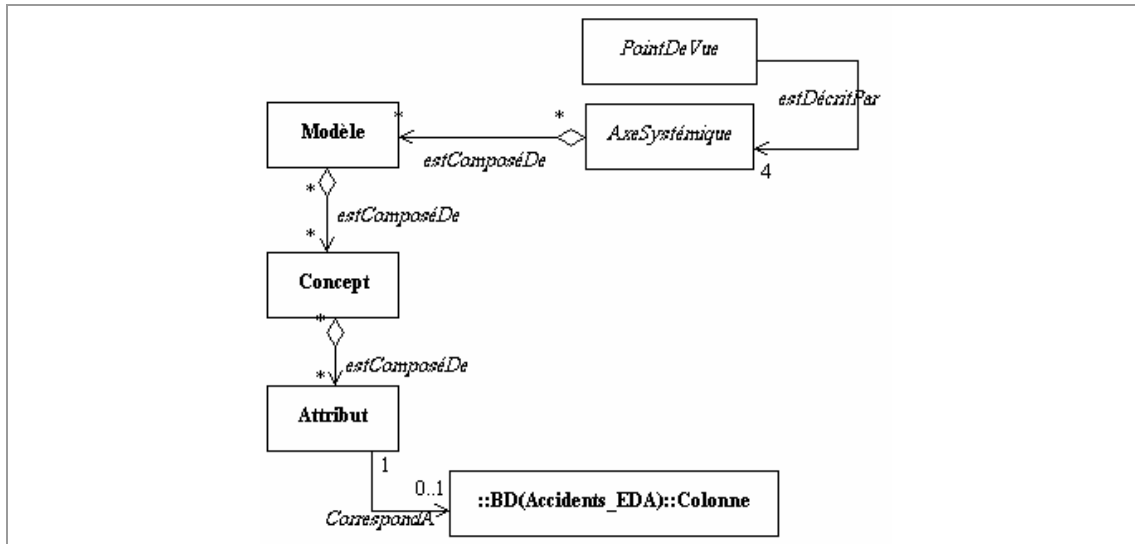 PointDeVue
estDécritPar
Modèle
*
*
AxeSystémique
estComposéDe
4
*
estComposéDe
*
Concept
*
estComposéDe
*
Attribut
1
0..1
::BD(Accidents_EDA)::Colonne
CorrespondA